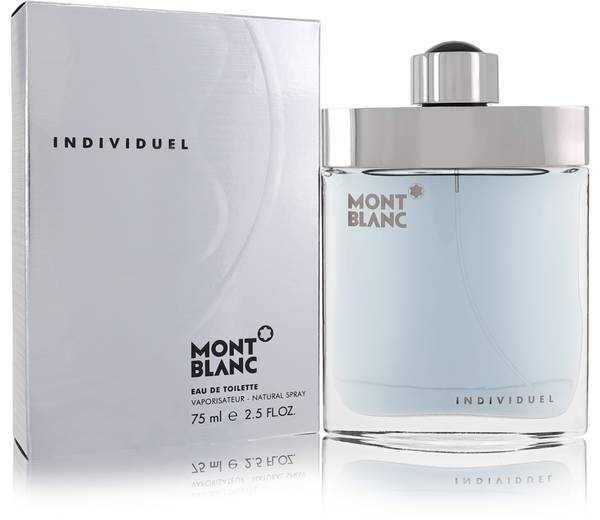 INDIVIDUEL
MONT
BLANC
EAU DE TOILETTE
VAPORISATEUR - NATURAL SPRAY
75 ml e 2.5 FL.OZ.
MONT
BLANC
INDIVIDUEL